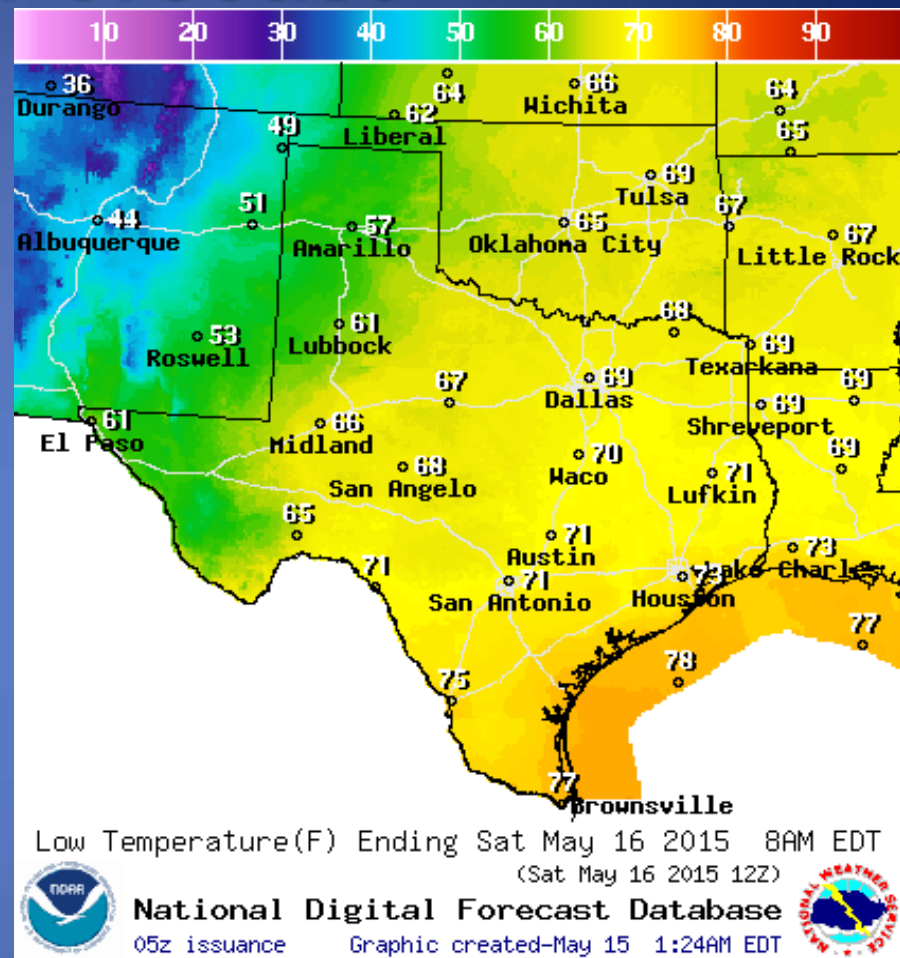 10 20 30 40 50 60 70 80 90
36
Durango
64
66
Wichita
64
62
Liberal
49
65
69
Tulsa
51
44
Albuquerque
57
Amarillo
65
Oklahoma City
67
67
Little Rock
53
Roswell
61
Lubbock
68
69
Texarkana
67
69
Dallas
69
Shreveport
69
61
El Paso
66
Midland
68
San Angelo
70
Waco
71
Lufkin
69
65
71
Austin
73
Lake Charles
71
71
San Antonio
73
Houston
77
78
75
77
Brownsville
Low Temperature(F) Ending Sat May 16 2015 8AM EDT
(Sat May 16 2015 12Z)
NOAA
National Digital Forecast Database
05z issuance Graphic created-May 15 1:24AM EDT
NATIONAL WEATHER SERVICE